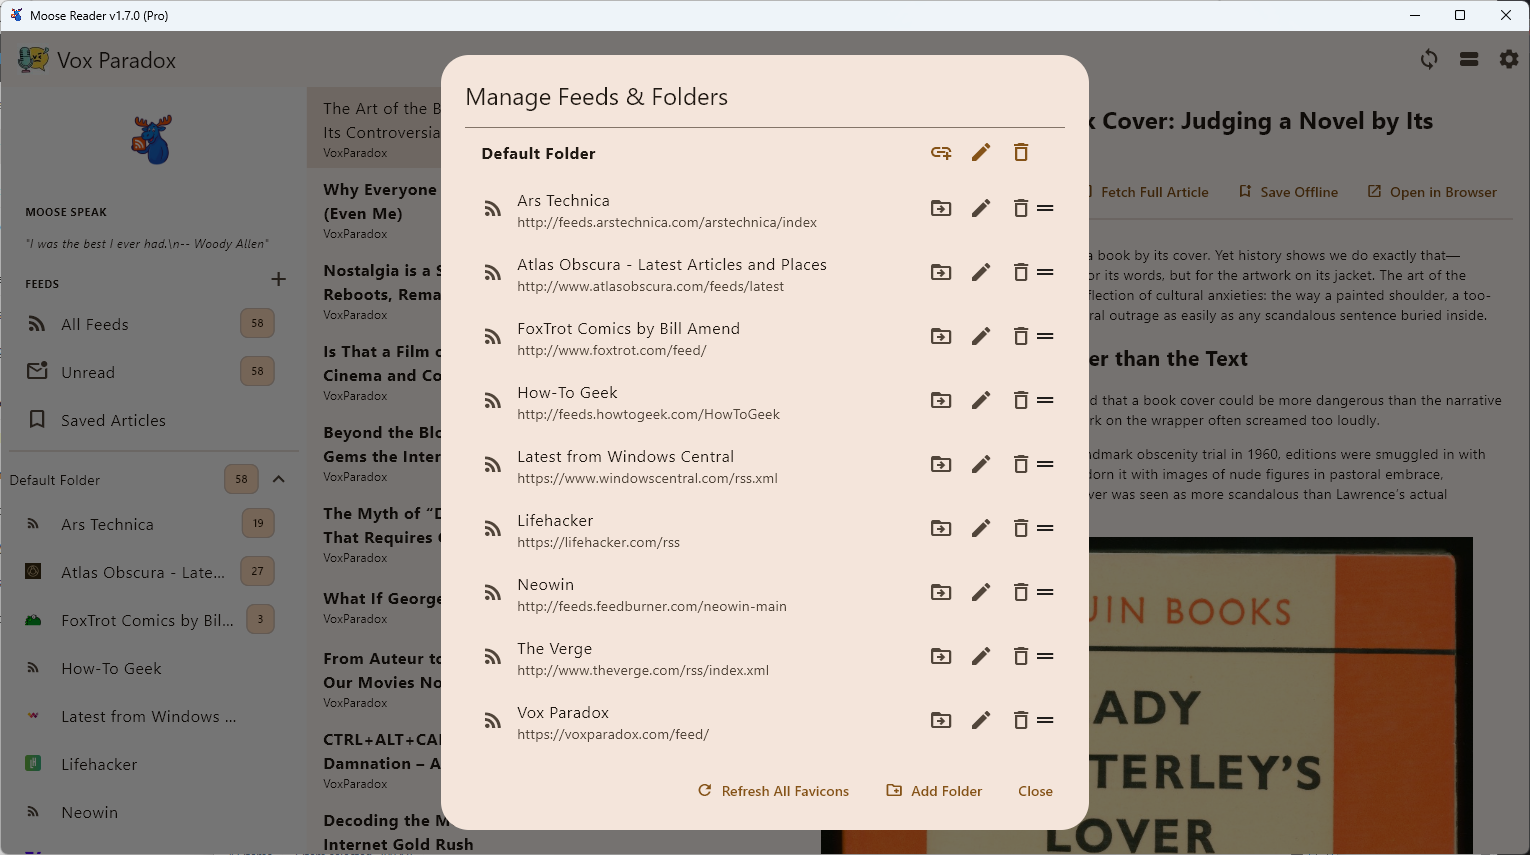 Moose Reader v1.7.0 (Pro)
Vox Paradox
MOOSE SPEAK
"I was the best I ever had.\n-- Woody Allen"
FEEDS
All Feeds 58
Unread 58
Saved Articles
Default Folder 58
Ars Technica 19
Atlas Obscura - Late... 27
FoxTrot Comics by Bil... 3
How-To Geek
Latest from Windows ...
Lifehacker
Neowin
The Art of the B
Its Controversia
VoxParadox
Why Everyone
(Even Me)
VoxParadox
Nostalgia is a S
Reboots, Rema
VoxParadox
Is That a Film o
Cinema and Co
VoxParadox
Beyond the Blo
Gems the Inter
VoxParadox
The Myth of “D
That Requires
VoxParadox
What If George
VoxParadox
From Auteur to
Our Movies No
VoxParadox
CTRL+ALT+CA
Damnation – A
VoxParadox
Decoding the M
Internet Gold Rush
Manage Feeds & Folders
Default Folder
Ars Technica
http://feeds.arstechnica.com/arstechnica/index
Atlas Obscura - Latest Articles and Places
http://www.atlasobscura.com/feeds/latest
FoxTrot Comics by Bill Amend
http://www.foxtrot.com/feed/
How-To Geek
http://feeds.howtogeek.com/HowToGeek
Latest from Windows Central
https://www.windowscentral.com/rss.xml
Lifehacker
https://lifehacker.com/rss
Neowin
http://feeds.feedburner.com/neowin-main
The Verge
http://www.theverge.com/rss/index.xml
Vox Paradox
https://voxparadox.com/feed/
Refresh All Favicons Add Folder Close
k Cover: Judging a Novel by Its
Fetch Full Article Save Offline Open in Browser
a book by its cover. Yet history shows we do exactly that—
or its words, but for the artwork on its jacket. The art of the
flection of cultural anxieties: the way a painted shoulder, a too-
ral outrage as easily as any scandalous sentence buried inside.
er than the Text
d that a book cover could be more dangerous than the narrative
rk on the wrapper often screamed too loudly.
ndmark obscenity trial in 1960, editions were smuggled in with
dorn it with images of nude figures in pastoral embrace,
ver was seen as more scandalous than Lawrence’s actual
UIN BOOKS
ADY
TERLEY'S
LOVER